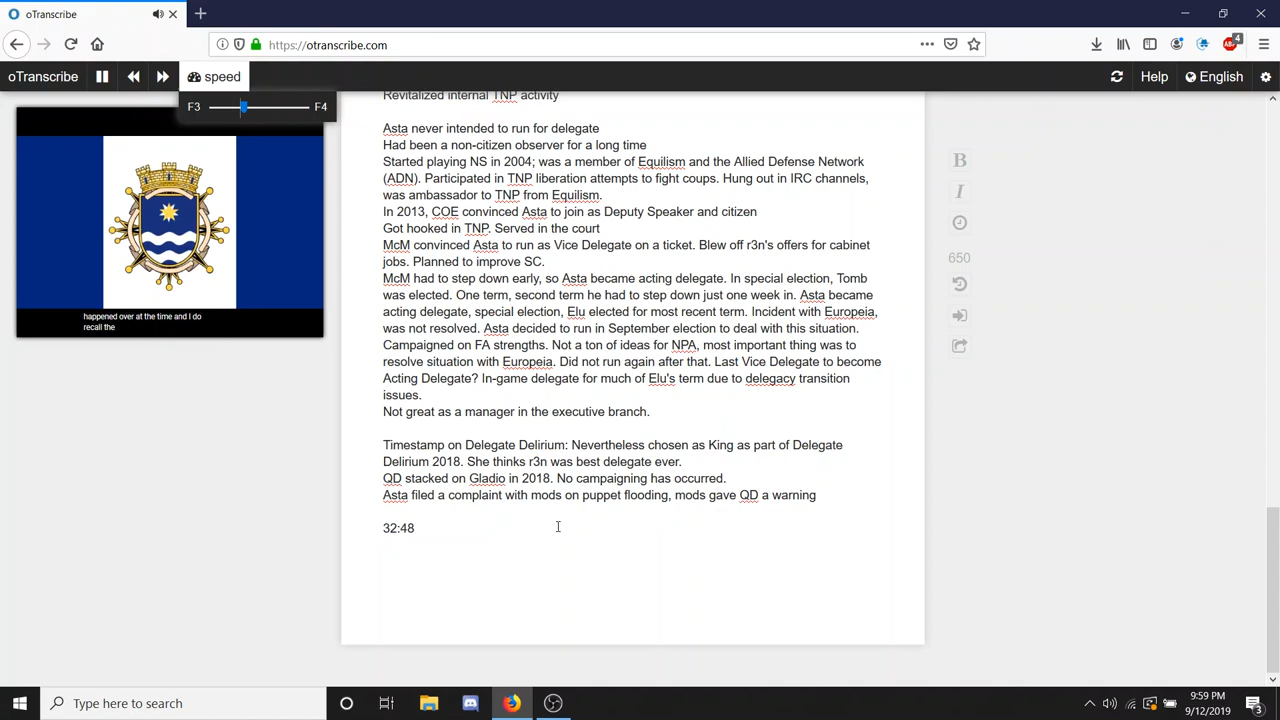 oTranscribe
https://otranscribe.com
4
oTranscribe
speed
Help
English
F3
F4
happened over at the time and I do
recall the
Revitalized internal TNP activity
Asta never intended to run for delegate
Had been a non-citizen observer for a long time
Started playing NS in 2004; was a member of Equilism and the Allied Defense Network
(ADN). Participated in TNP liberation attempts to fight coups. Hung out in IRC channels,
was ambassador to TNP from Equilism.
In 2013, COE convinced Asta to join as Deputy Speaker and citizen
Got hooked in TNP. Served in the court
McM convinced Asta to run as Vice Delegate on a ticket. Blew off r3n's offers for cabinet
jobs. Planned to improve SC.
McM had to step down early, so Asta became acting delegate. In special election, Tomb
was elected. One term, second term he had to step down just one week in. Asta became
acting delegate, special election, Elu elected for most recent term. Incident with Europeia,
was not resolved. Asta decided to run in September election to deal with this situation.
Campaigned on FA strengths. Not a ton of ideas for NPA, most important thing was to
resolve situation with Europeia. Did not run again after that. Last Vice Delegate to become
Acting Delegate? In-game delegate for much of Elu's term due to delegacy transition
issues.
Not great as a manager in the executive branch.
Timestamp on Delegate Delirium: Nevertheless chosen as King as part of Delegate
Delirium 2018. She thinks r3n was best delegate ever.
QD stacked on Gladio in 2018. No campaigning has occurred.
Asta filed a complaint with mods on puppet flooding, mods gave QD a warning
32:48
B
I
650
Type here to search
9:59 PM
9/12/2019
3